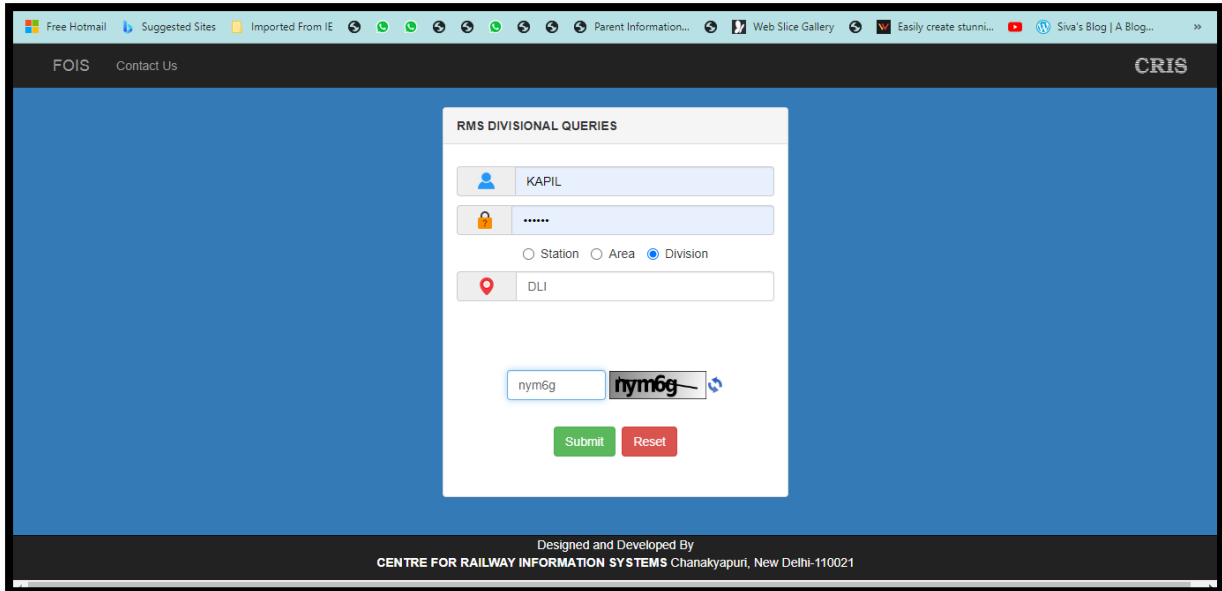 Free Hotmail Suggested Sites Imported From IE Parent Information... Web Slice Gallery Easily create stunni... Siva's Blog | A Blog... »
FOIS Contact Us CRIS
RMS DIVISIONAL QUERIES
KAPIL
••••••
Station Area Division
DLI
nym6g nym6g
Submit Reset
Designed and Developed By
CENTRE FOR RAILWAY INFORMATION SYSTEMS Chanakyapuri, New Delhi-110021